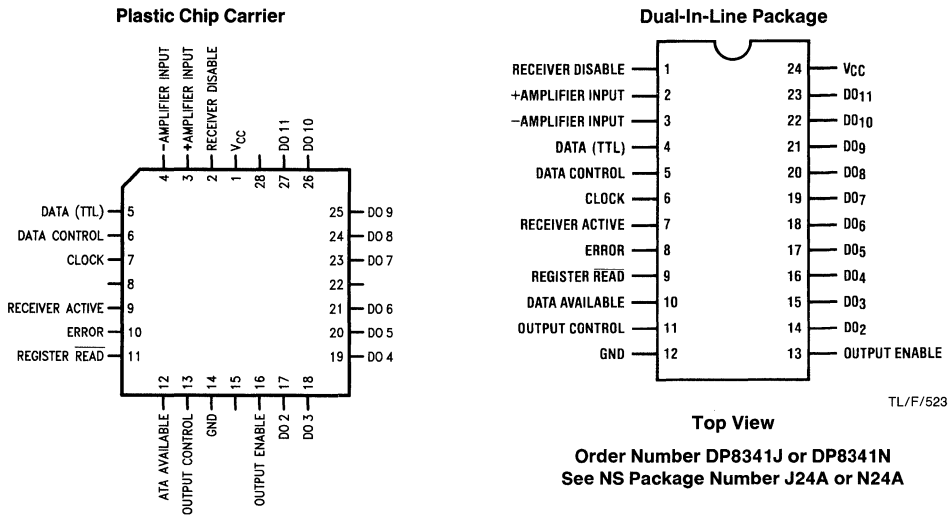 Plastic Chip Carrier
−AMPLIFIER INPUT
+AMPLIFIER INPUT
RECEIVER DISABLE
VCC
DO 11
DO 10
4 3 2 1 28 27 26
DATA (TTL) 5
DATA CONTROL 6
CLOCK 7
8
RECEIVER ACTIVE 9
ERROR 10
REGISTER READ 11
25 DO 9
24 DO 8
23 DO 7
22
21 DO 6
20 DO 5
19 DO 4
12 13 14 15 16 17 18
ATA AVAILABLE
OUTPUT CONTROL
GND
OUTPUT ENABLE
DO 2
DO 3
Dual-In-Line Package
RECEIVER DISABLE 1 24 VCC
+AMPLIFIER INPUT 2 23 DO11
−AMPLIFIER INPUT 3 22 DO10
DATA (TTL) 4 21 DO9
DATA CONTROL 5 20 DO8
CLOCK 6 19 DO7
RECEIVER ACTIVE 7 18 DO6
ERROR 8 17 DO5
REGISTER READ 9 16 DO4
DATA AVAILABLE 10 15 DO3
OUTPUT CONTROL 11 14 DO2
GND 12 13 OUTPUT ENABLE
TL/F/523
Top View
Order Number DP8341J or DP8341N
See NS Package Number J24A or N24A